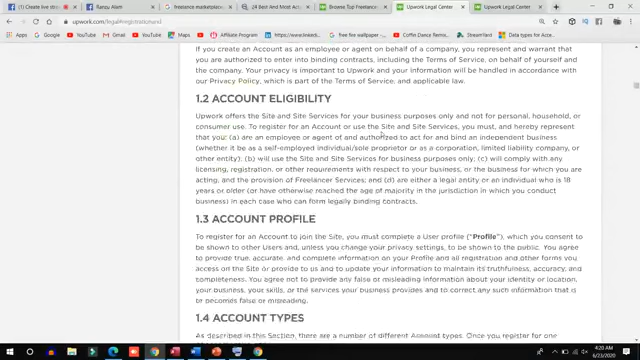 Create live stre
Ranju Alam
freelance marketplac
24 Best And Most Act
Browse Top Freelance
Upwork Legal Center
Upwork Legal Center
upwork.com/legal#registrationand
Apps
YouTube
free wallpaper
Coffin Dance Remix
Other bookmarks
If you create an Account as an employee or agent on behalf of a company, you represent and warrant that
you are authorized to enter into binding contracts, including the Terms of Service, on behalf of yourself and
the company. Your privacy is important to Upwork and your information will be handled in accordance with
our Privacy Policy, which is part of the Terms of Service, and applicable law.
1.2 ACCOUNT ELIGIBILITY
Upwork offers the Site and Site Services for your business purposes only and not for personal, household, or
consumer use. To register for an Account or use the Site and Site Services, you must, and hereby represent
that you: (a) are an employee or agent of and authorized to act for and bind an independent business
(whether it be as a self-employed individual/sole proprietor or as a corporation, limited liability company, or
other entity); (b) will use the Site and Site Services for business purposes only; (c) will comply with any
licensing, registration, or other requirements with respect to your business, or the business for which you are
acting, and the provision of Freelancer Services; and (d) are either a legal entity or an individual who is 18
years or older (or have otherwise reached the age of majority in the jurisdiction in which you conduct
business) in each case who can form legally binding contracts.
1.3 ACCOUNT PROFILE
To register for an Account to join the Site, you must complete a User profile ("Profile"), which you consent to
be shown to other Users and, unless you change your privacy settings, to be shown to the public. You agree
to provide true, accurate, and complete information on your Profile and all registration and other forms you
access on the Site or provide to us and to update your information to maintain its truthfulness, accuracy, and
completeness. You agree not to provide any false or misleading information about your identity or location,
your business, your skills, or the services your business provides and to correct any such information that is
or becomes false or misleading.
1.4 ACCOUNT TYPES
As described in this Section, there are a number of different Account types. Once you register for one
4:20 AM
6/23/2020